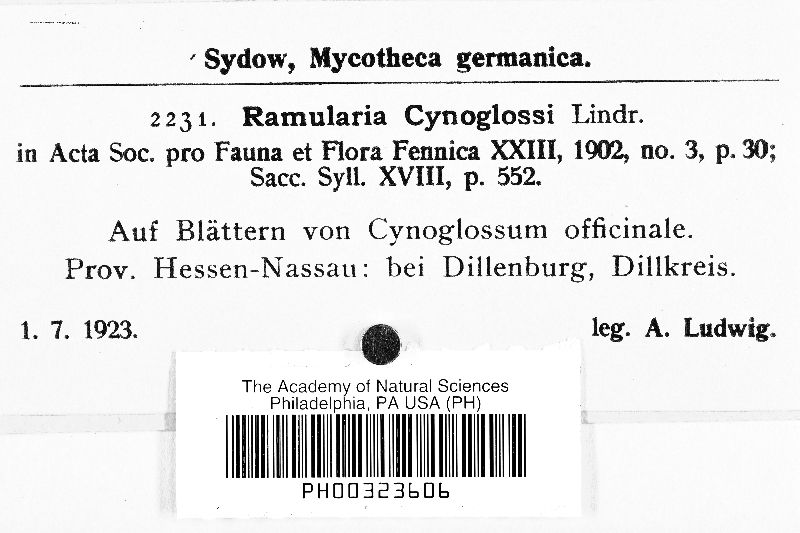 Sydow, Mycotheca germanica.
2231. Ramularia Cynoglossi Lindr.
in Acta Soc. pro Fauna et Flora Fennica XXIII, 1902, no. 3, p. 30;
Sacc. Syll. XVIII, p. 552.
Auf Blättern von Cynoglossum officinale.
Prov. Hessen-Nassau: bei Dillenburg, Dillkreis.
1. 7. 1923. leg. A. Ludwig.
The Academy of Natural Sciences
Philadelphia, PA USA (PH)
PH00323606